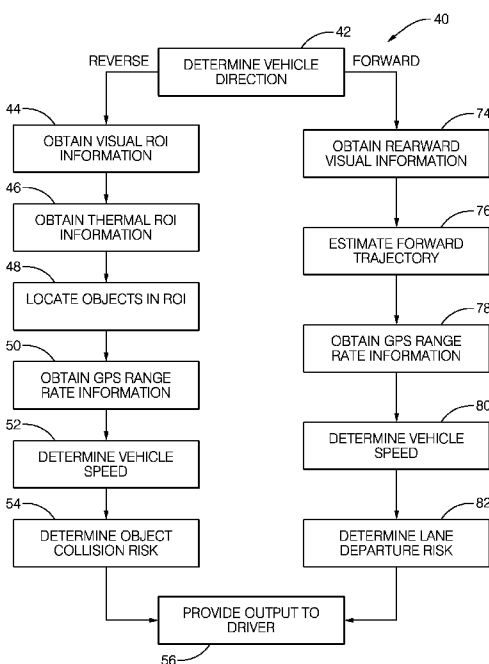 42
40
REVERSE
DETERMINE VEHICLE
DIRECTION
FORWARD
44
OBTAIN VISUAL ROI
INFORMATION
46
OBTAIN THERMAL ROI
INFORMATION
48
LOCATE OBJECTS IN ROI
50
OBTAIN GPS RANGE
RATE INFORMATION
52
DETERMINE VEHICLE
SPEED
54
DETERMINE OBJECT
COLLISION RISK
74
OBTAIN REARWARD
VISUAL INFORMATION
76
ESTIMATE FORWARD
TRAJECTORY
78
OBTAIN GPS RANGE
RATE INFORMATION
80
DETERMINE VEHICLE
SPEED
82
DETERMINE LANE
DEPARTURE RISK
PROVIDE OUTPUT TO
DRIVER
56